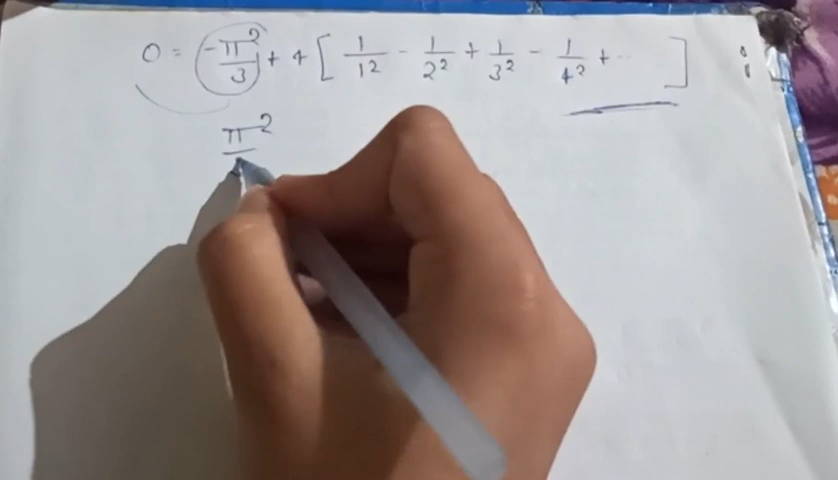 0 = -π²/3 + 4 [ 1/1² - 1/2² + 1/3² - 1/4² + ·· ]
π²